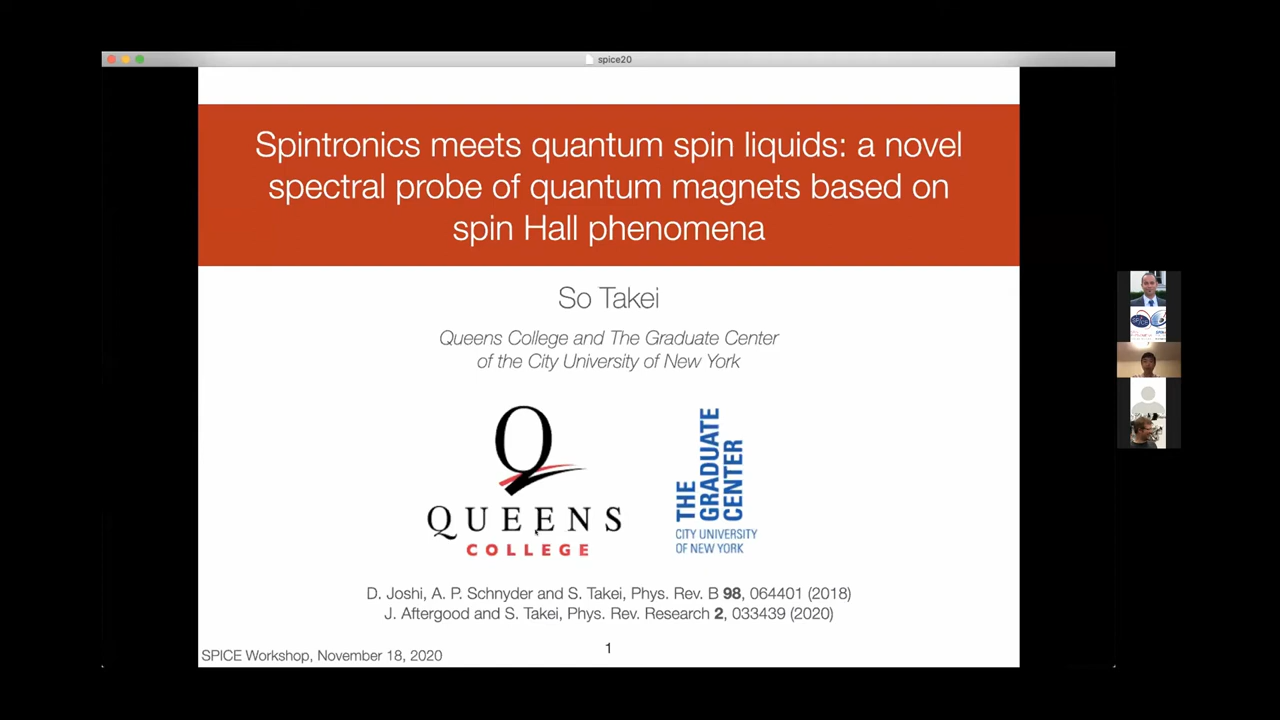 spice20
Spintronics meets quantum spin liquids: a novel
spectral probe of quantum magnets based on
spin Hall phenomena
So Takei
Queens College and The Graduate Center
of the City University of New York
Q
QUEENS
COLLEGE
THE
GRADUATE
CENTER
CITY UNIVERSITY
OF NEW YORK
D. Joshi, A. P. Schnyder and S. Takei, Phys. Rev. B 98, 064401 (2018)
J. Aftergood and S. Takei, Phys. Rev. Research 2, 033439 (2020)
1
SPICE Workshop, November 18, 2020